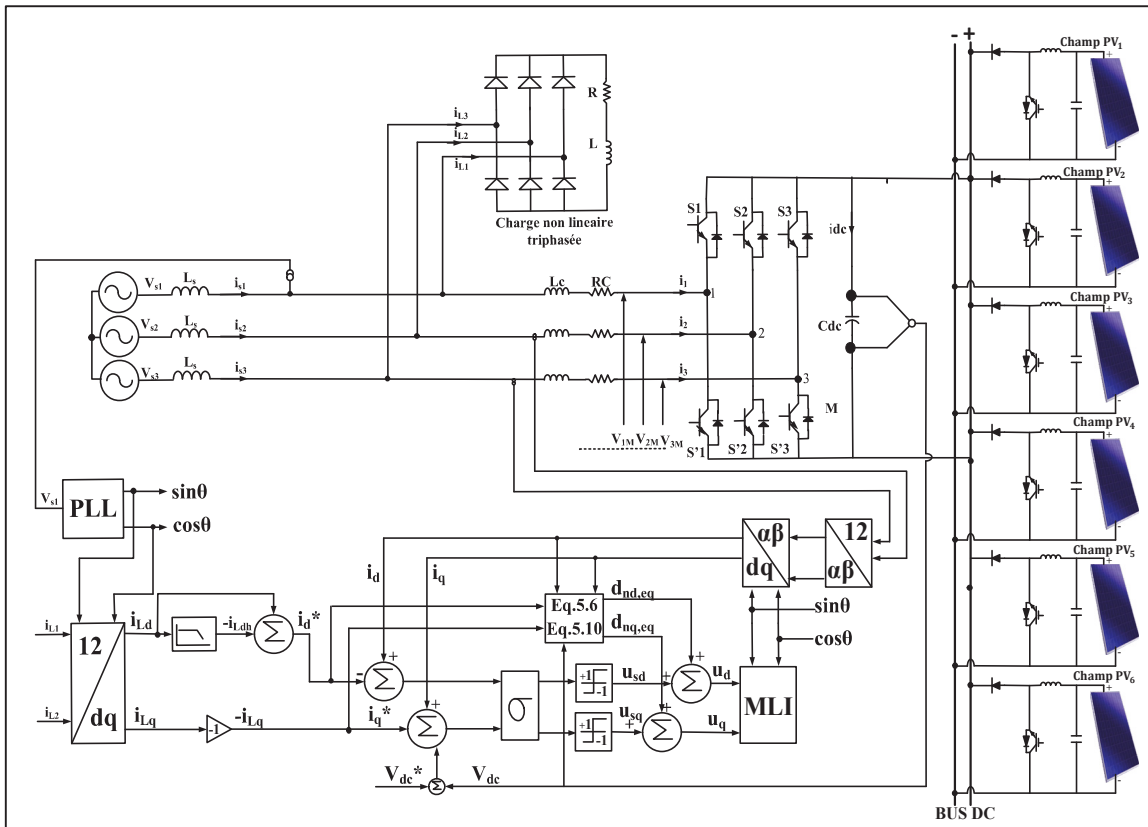 - +
Champ PV1
+
-
Champ PV2
+
-
Champ PV3
+
-
Champ PV4
+
-
Champ PV5
+
-
Champ PV6
+
-
BUS DC
iL3
iL2
iL1
R
L
Charge non lineaire
triphasée
S1 S2 S3
idc
Cdc
Vs1 Ls is1 Lc RC i1 1
Vs2 Ls is2 i2 2
Vs3 Ls is3 i3 3
M
V1M V2M V3M
S'1 S'2 S'3
Vs1 PLL sinθ
cosθ
αβ
dq
12
αβ
id iq
Eq.5.6
Eq.5.10
dnd,eq
dnq,eq
sinθ
cosθ
iL1
iL2
12
dq
iLd -iLdh Σ id*
iLq -1 -iLq iq*
+
-
Σ
+
Σ
σ
+1
-1
usd
+
+
Σ
ud
+1
-1
usq
+
+
Σ
uq
MLI
Vdc* Σ Vdc